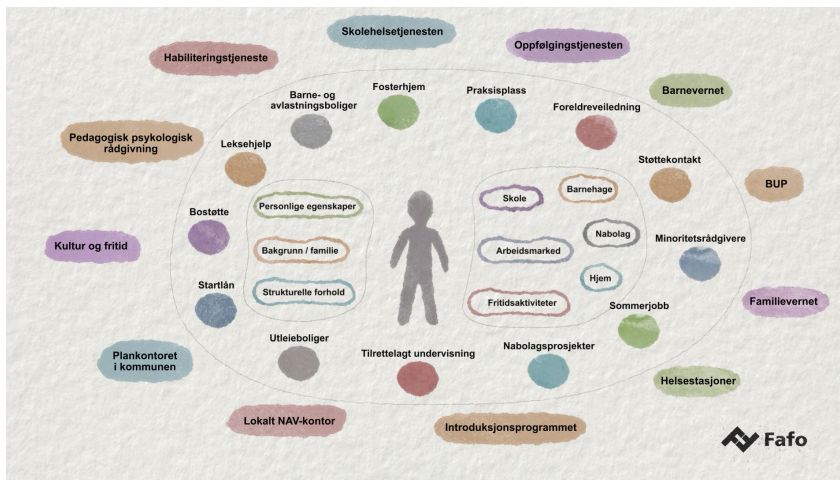 Skolehelsetjenesten
Oppfølgingstjenesten
Habiliteringstjeneste
Barnevernet
Barne- og
avlastningsboliger
Fosterhjem
Praksisplass
Foreldreveiledning
Pedagogisk psykologisk
rådgivning
Leksehjelp
Støttekontakt
BUP
Personlige egenskaper
Skole
Barnehage
Bostøtte
Kultur og fritid
Bakgrunn / familie
Arbeidsmarked
Nabolag
Minoritetsrådgivere
Startlån
Strukturelle forhold
Hjem
Fritidsaktiviteter
Sommerjobb
Familievernet
Utleieboliger
Tilrettelagt undervisning
Nabolagsprosjekter
Plankontoret
i kommunen
Helsestasjoner
Lokalt NAV-kontor
Introduksjonsprogrammet
Fafo